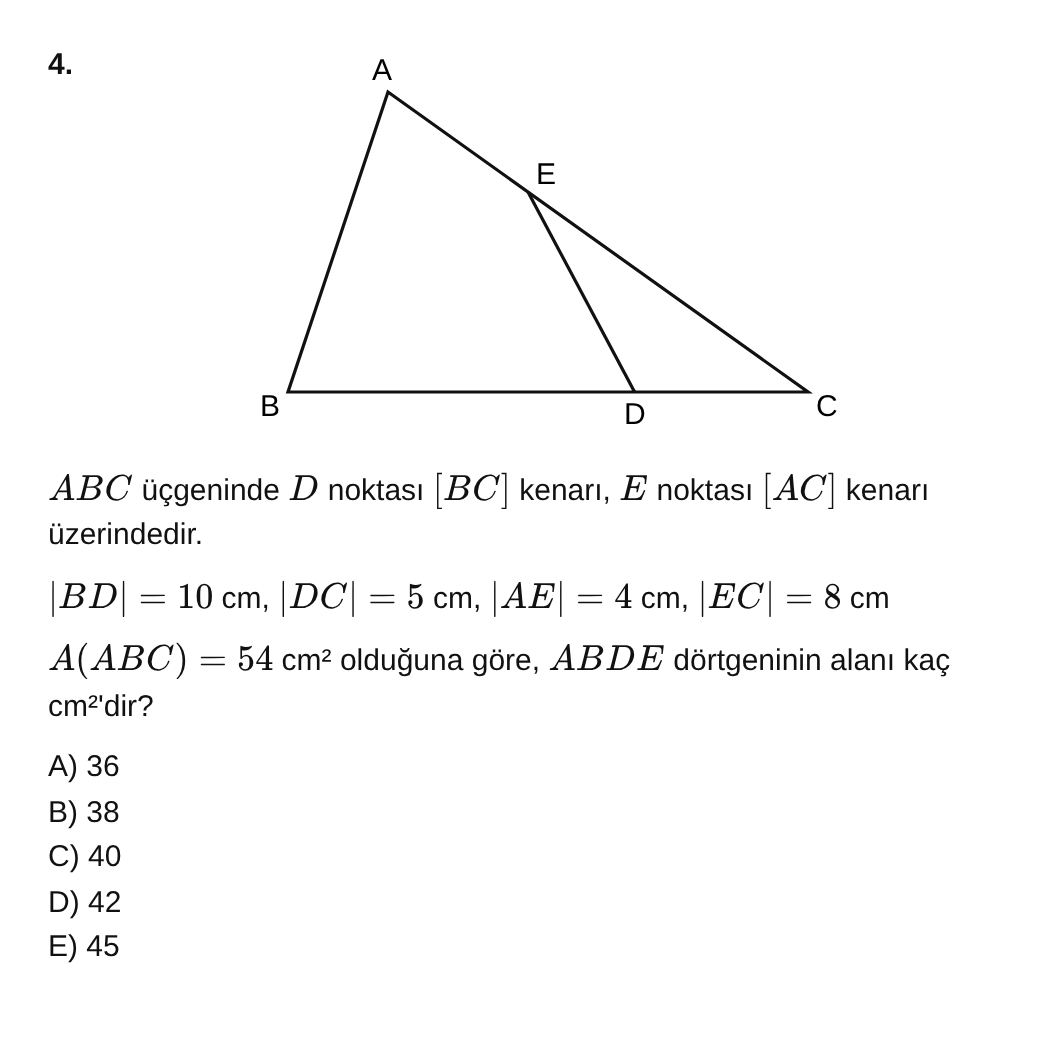 4.
A
E
B
D
C
ABC üçgeninde D noktası [BC] kenarı, E noktası [AC] kenarı
üzerindedir.
|BD| = 10 cm, |DC| = 5 cm, |AE| = 4 cm, |EC| = 8 cm
A(ABC) = 54 cm² olduğuna göre, ABDE dörtgeninin alanı kaç
cm²'dir?
A) 36
B) 38
C) 40
D) 42
E) 45